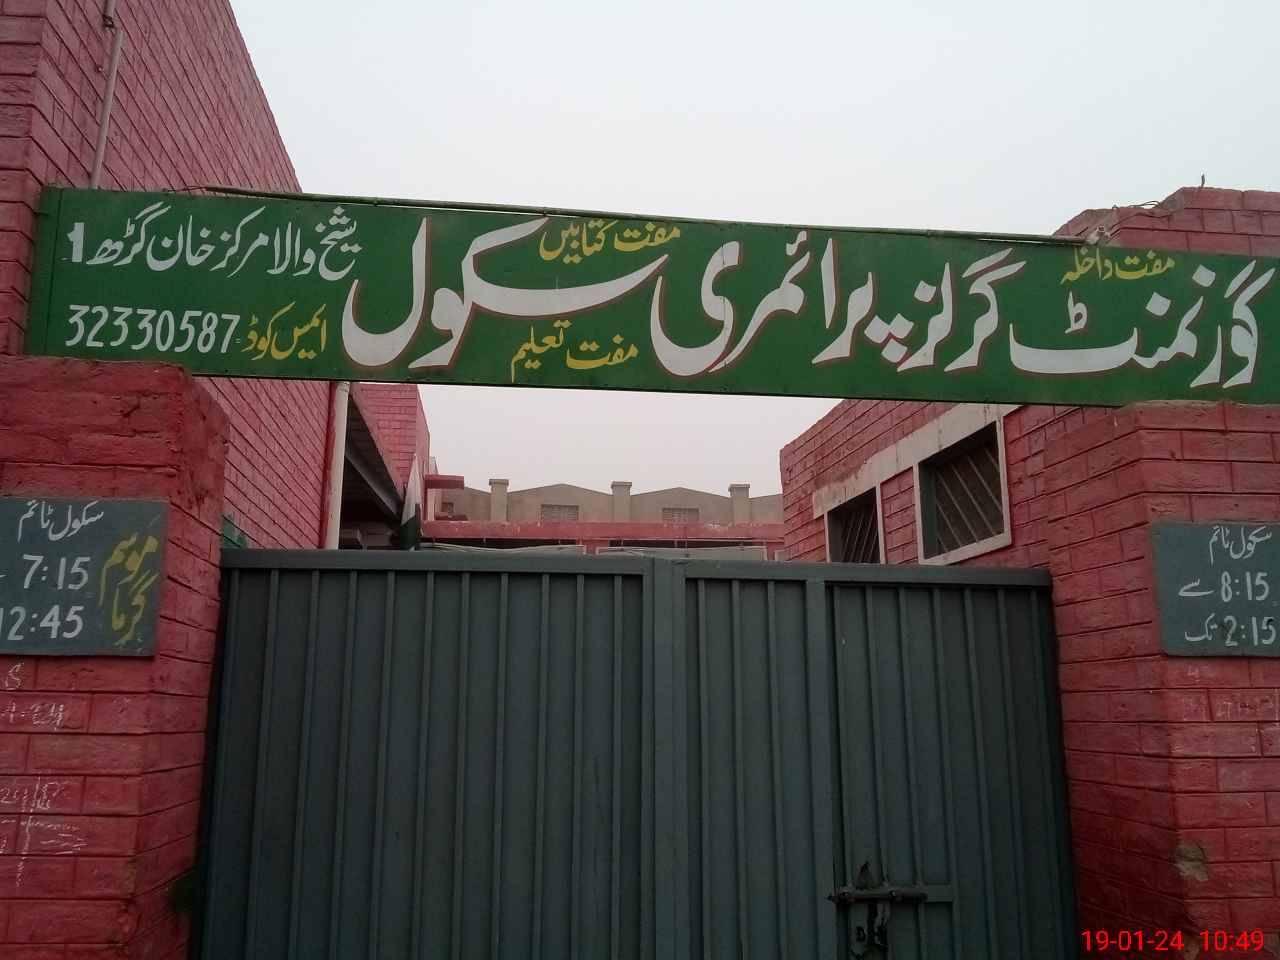 مفت داخلہ
مفت کتابیں
گورنمنٹ گرلز پرائمری سکول
مفت تعلیم
شیخ والا مرکز خان گڑھ 1
ایمس کوڈ = 32330587
سکول ٹائم
8:15 سے
2:15 تک
سکول ٹائم
موسم گرما
7:15
12:45
19-01-24 10:49